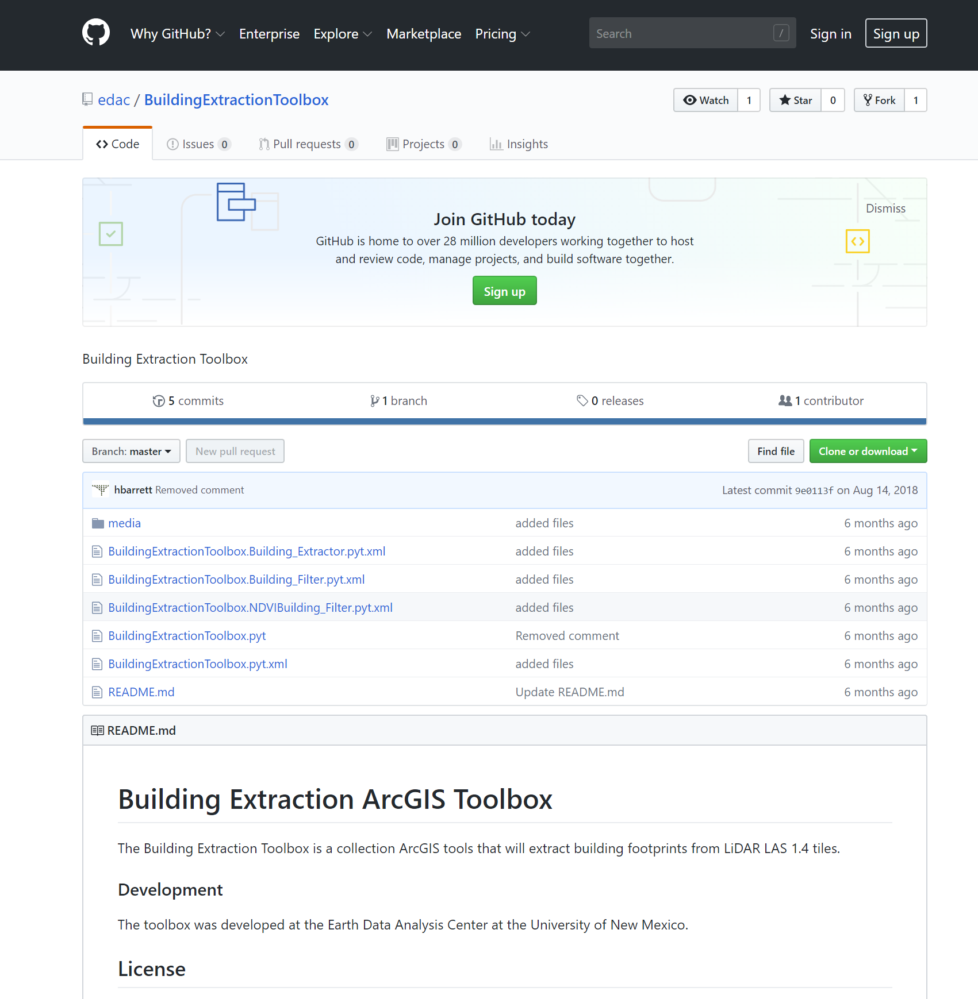 Why GitHub? Enterprise Explore Marketplace Pricing Search / Sign in Sign up
edac / BuildingExtractionToolbox Watch 1 Star 0 Fork 1
Code Issues 0 Pull requests 0 Projects 0 Insights
Dismiss
Join GitHub today
GitHub is home to over 28 million developers working together to host
and review code, manage projects, and build software together.
Sign up
Building Extraction Toolbox
5 commits 1 branch 0 releases 1 contributor
Branch: master New pull request Find file Clone or download
hbarrett Removed comment Latest commit 9e0113f on Aug 14, 2018
media added files 6 months ago
BuildingExtractionToolbox.Building_Extractor.pyt.xml added files 6 months ago
BuildingExtractionToolbox.Building_Filter.pyt.xml added files 6 months ago
BuildingExtractionToolbox.NDVIBuilding_Filter.pyt.xml added files 6 months ago
BuildingExtractionToolbox.pyt Removed comment 6 months ago
BuildingExtractionToolbox.pyt.xml added files 6 months ago
README.md Update README.md 6 months ago
README.md
Building Extraction ArcGIS Toolbox
The Building Extraction Toolbox is a collection ArcGIS tools that will extract building footprints from LiDAR LAS 1.4 tiles.
Development
The toolbox was developed at the Earth Data Analysis Center at the University of New Mexico.
License